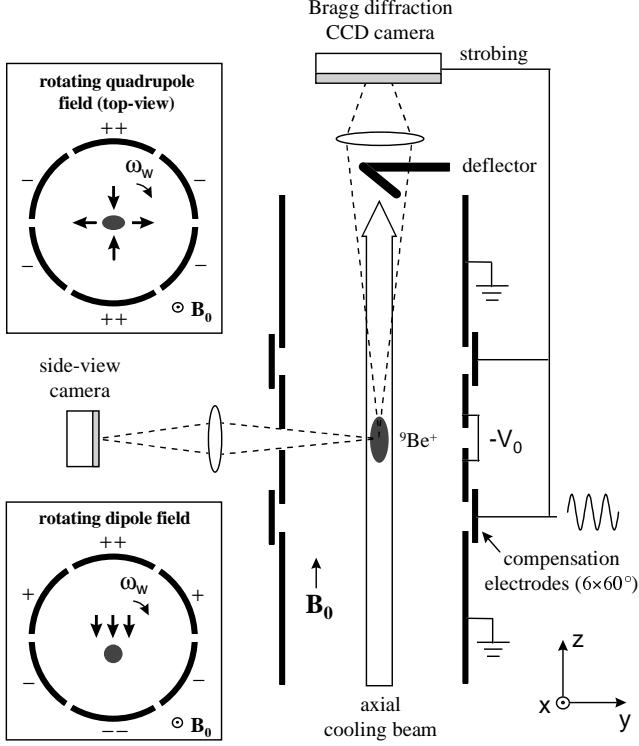 Bragg diffraction
CCD camera
strobing
rotating quadrupole
field (top-view)
++
− −
ω_w
− −
++
⊙ B₀
deflector
side-view
camera
⁹Be⁺
-V₀
rotating dipole field
++
+ +
ω_w
− −
−−
⊙ B₀
B₀
compensation
electrodes (6×60°)
axial
cooling beam
z
x
y